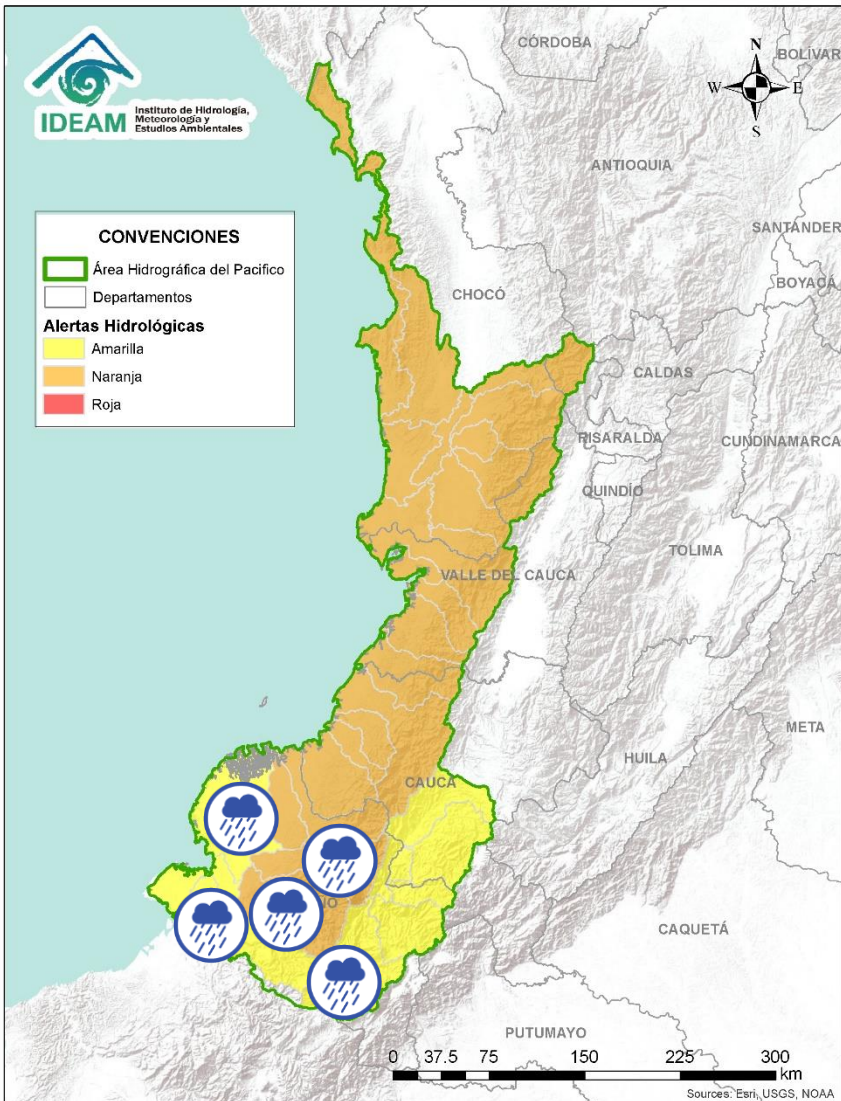 IDEAM
Instituto de Hidrología,
Meteorología y
Estudios Ambientales
CÓRDOBA
BOLÍVAR
N
W
E
S
ANTIOQUIA
SANTANDER
BOYACÁ
CONVENCIONES
Área Hidrográfica del Pacifico
Departamentos
Alertas Hidrológicas
Amarilla
Naranja
Roja
CHOCÓ
CALDAS
RISARALDA
CUNDINAMARCA
QUINDÍO
TOLIMA
VALLE DEL CAUCA
META
HUILA
CAUCA
CAQUETÁ
PUTUMAYO
0 37.5 75 150 225 300
km
Sources: Esri, USGS, NOAA